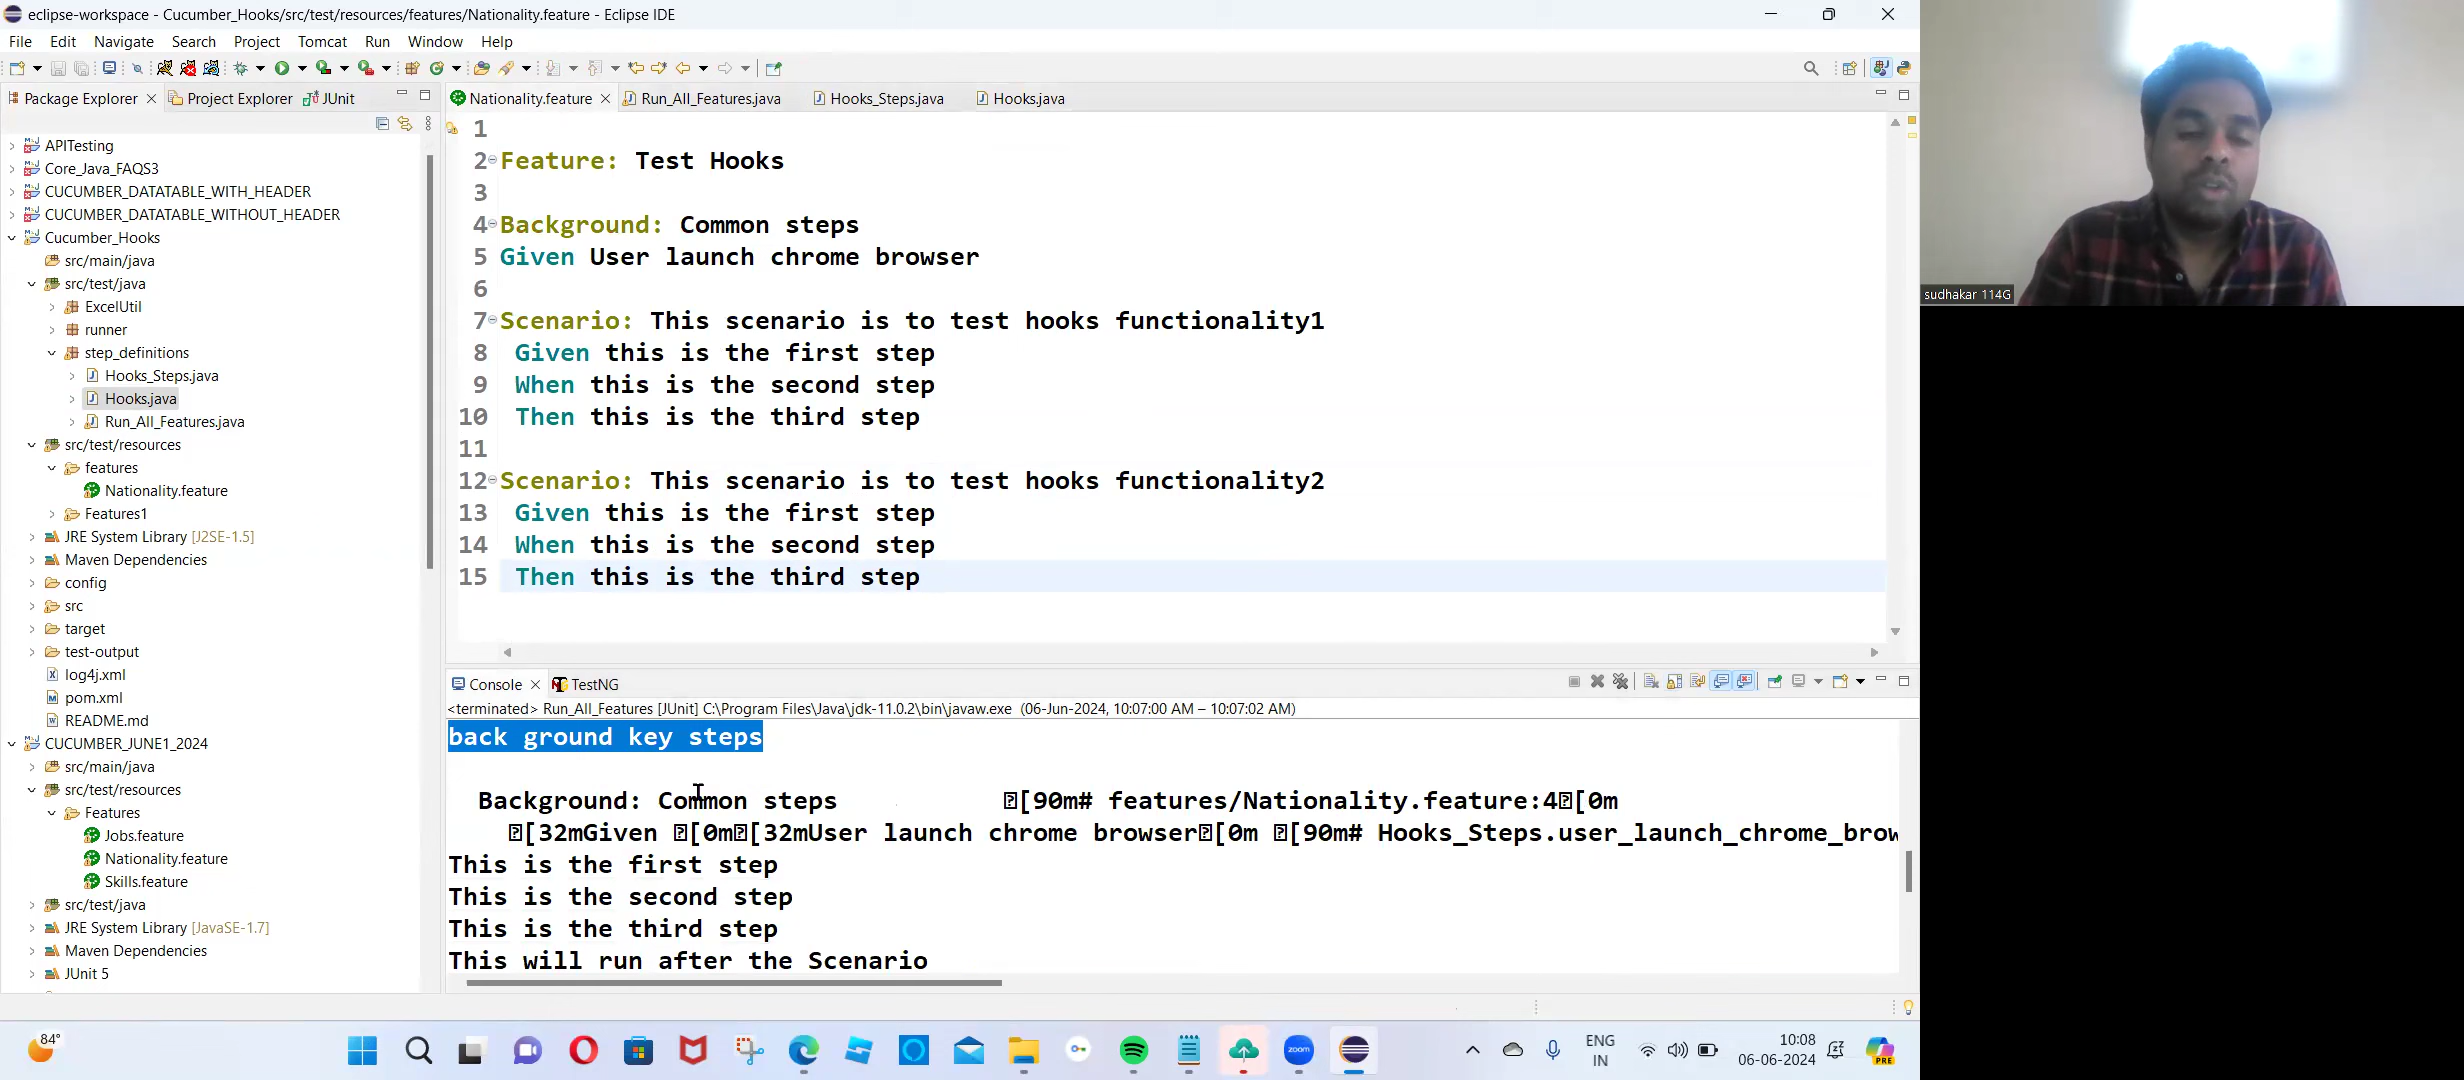 eclipse-workspace - Cucumber_Hooks/src/test/resources/features/Nationality.feature - Eclipse IDE
File Edit Navigate Search Project Tomcat Run Window Help
Package Explorer Project Explorer JUnit
Nationality.feature Run_All_Features.java Hooks_Steps.java Hooks.java
APITesting
Core_Java_FAQS3
CUCUMBER_DATATABLE_WITH_HEADER
CUCUMBER_DATATABLE_WITHOUT_HEADER
Cucumber_Hooks
src/main/java
src/test/java
ExcelUtil
runner
step_definitions
Hooks_Steps.java
Hooks.java
Run_All_Features.java
src/test/resources
features
Nationality.feature
Features1
JRE System Library [J2SE-1.5]
Maven Dependencies
config
src
target
test-output
log4j.xml
pom.xml
README.md
CUCUMBER_JUNE1_2024
src/main/java
src/test/resources
Features
Jobs.feature
Nationality.feature
Skills.feature
src/test/java
JRE System Library [JavaSE-1.7]
Maven Dependencies
JUnit 5
1
2 Feature: Test Hooks
3
4 Background: Common steps
5 Given User launch chrome browser
6
7 Scenario: This scenario is to test hooks functionality1
8 Given this is the first step
9 When this is the second step
10 Then this is the third step
11
12 Scenario: This scenario is to test hooks functionality2
13 Given this is the first step
14 When this is the second step
15 Then this is the third step
Console TestNG
<terminated> Run_All_Features [JUnit] C:\Program Files\Java\jdk-11.0.2\bin\javaw.exe (06-Jun-2024, 10:07:00 AM – 10:07:02 AM)
back ground key steps
Background: Common steps [90m# features/Nationality.feature:4[0m
[32mGiven [0m[32mUser launch chrome browser[0m [90m# Hooks_Steps.user_launch_chrome_brow
This is the first step
This is the second step
This is the third step
This will run after the Scenario
sudhakar 114G
84°
zoom
ENG
IN
10:08
06-06-2024
PRE